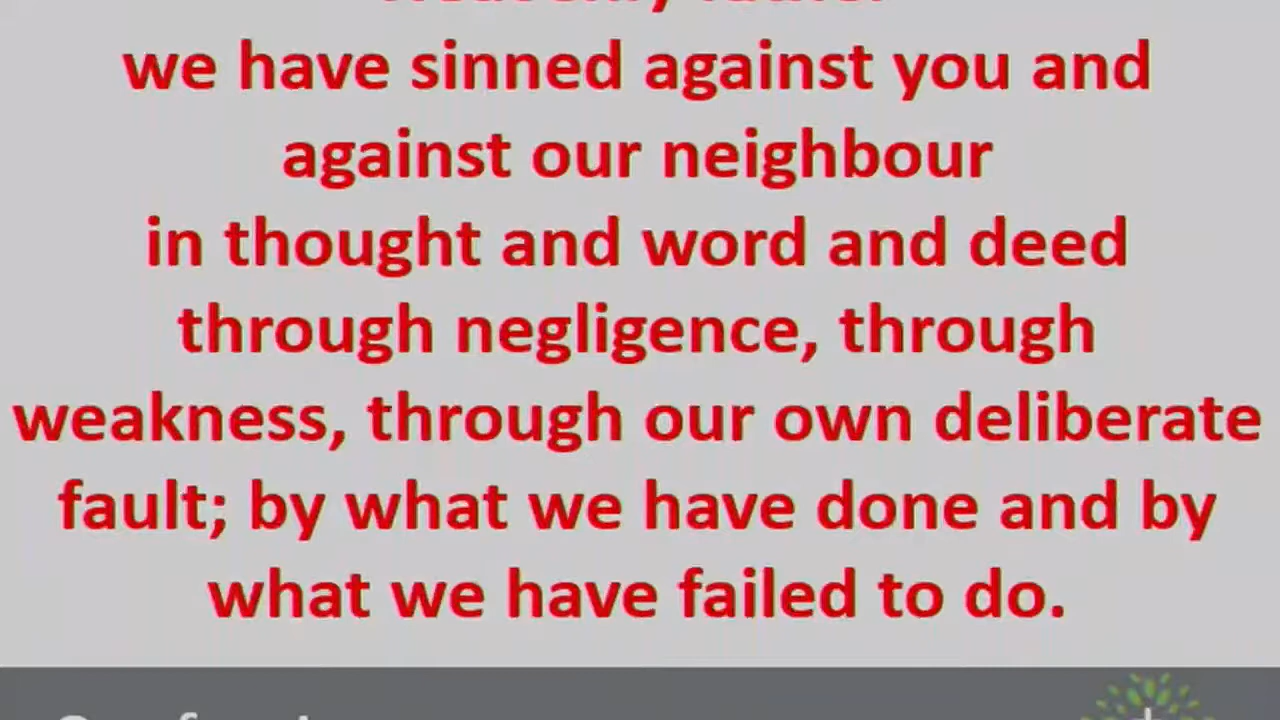 we have sinned against you and
against our neighbour
in thought and word and deed
through negligence, through
weakness, through our own deliberate
fault; by what we have done and by
what we have failed to do.